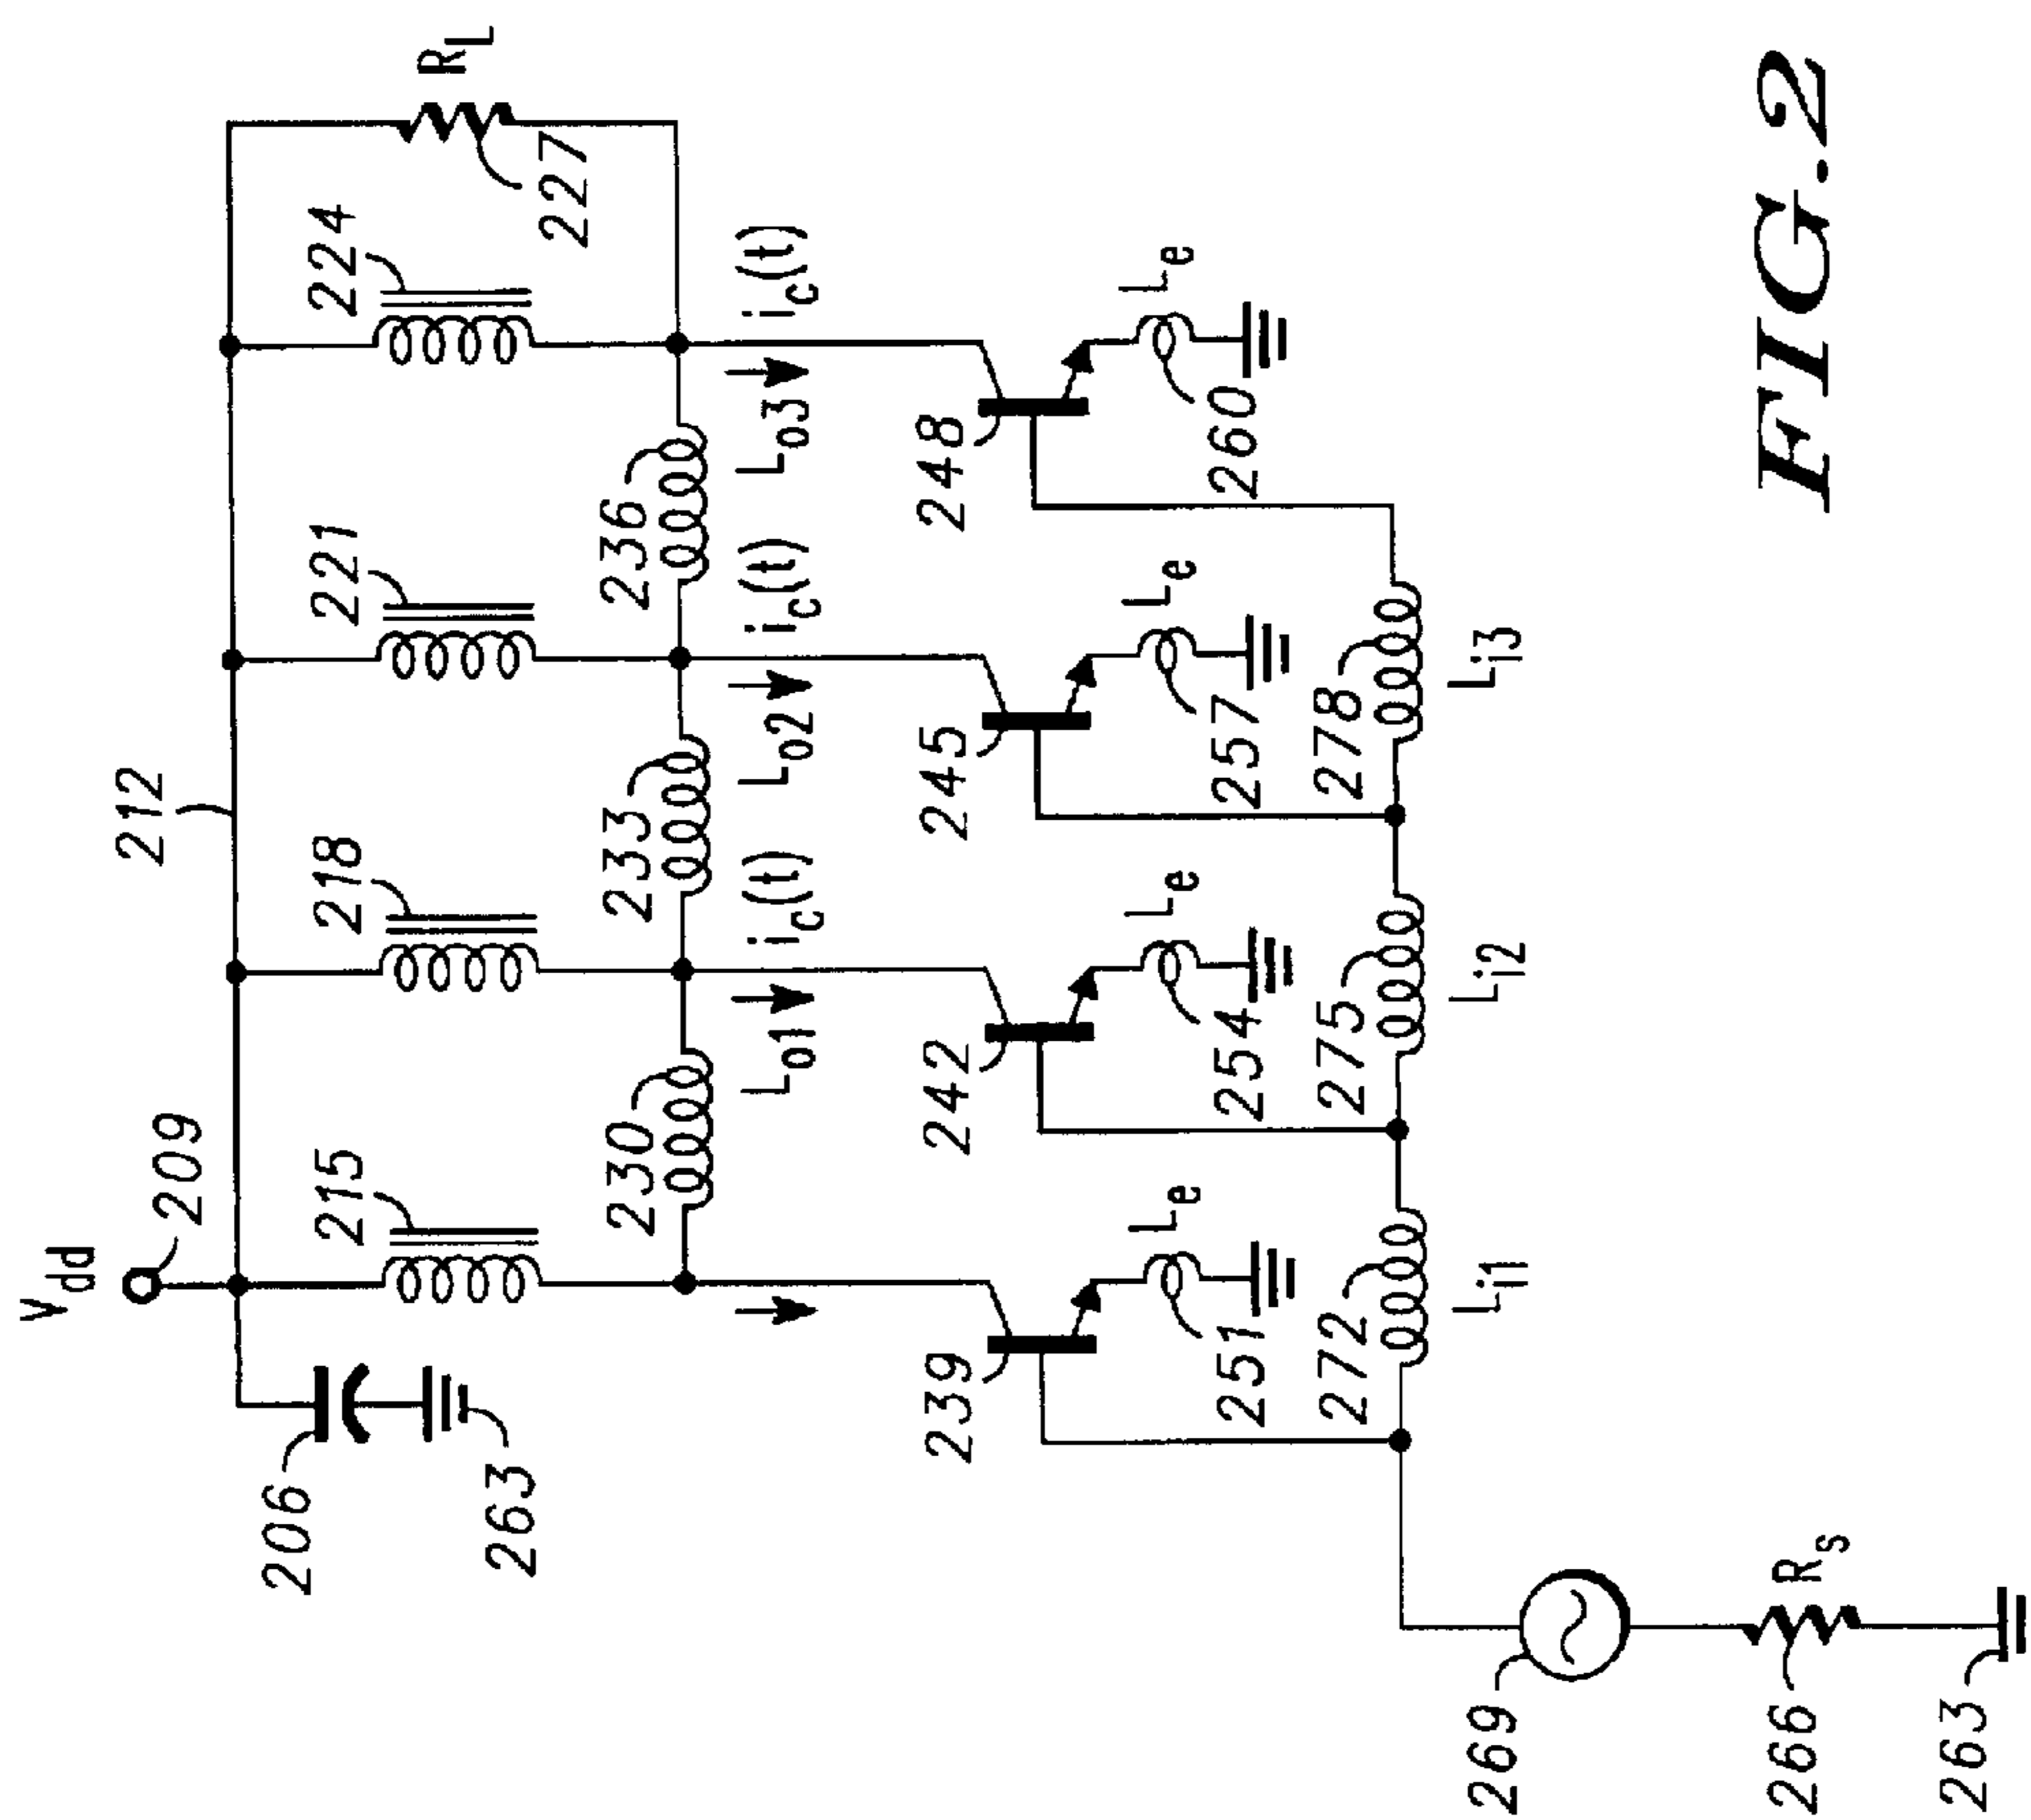 V_dd
209
212
206
263
215
218
221
224
R_L
227
230
233
236
L_o1
i_c(t)
L_o2
i_c(t)
L_o3
i_c(t)
239
242
245
248
L_e
251
L_e
254
L_e
257
L_e
260
272
275
278
L_i1
L_i2
L_i3
269
266
R_s
263
FIG.2